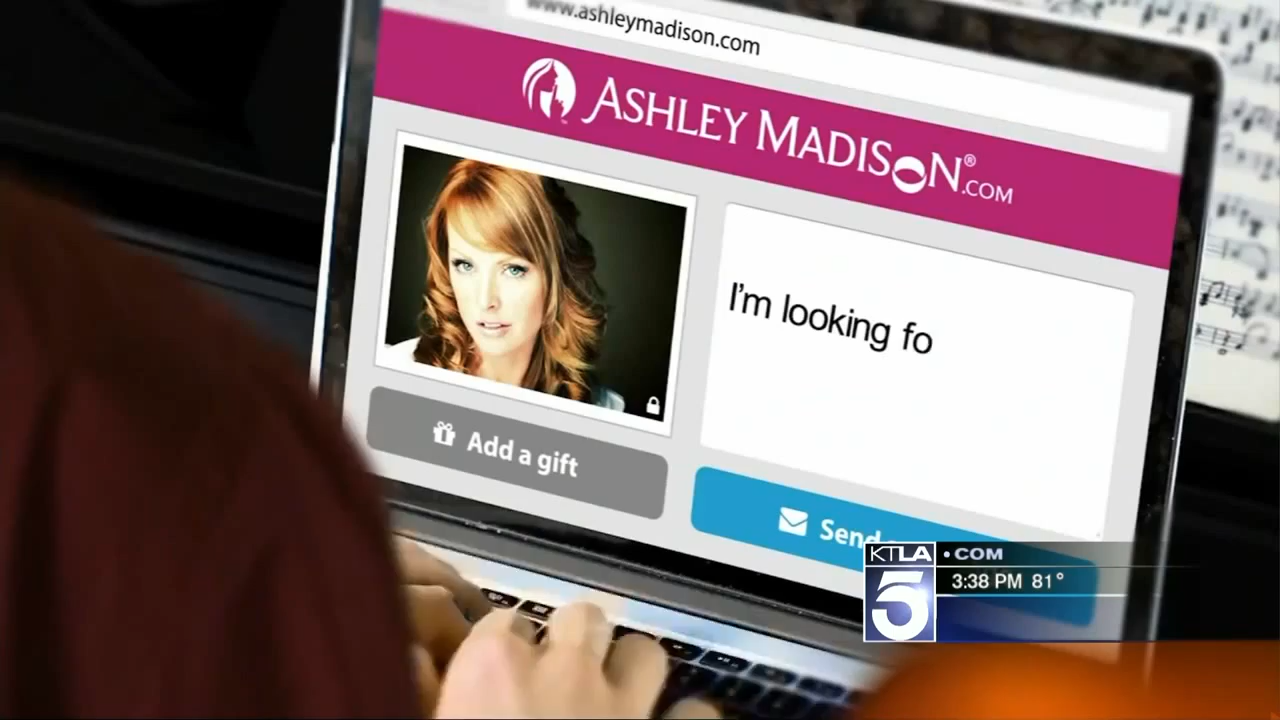 www.ashleymadison.com
ASHLEY MADISON®.COM
I'm looking fo
Add a gift
Send
KTLA 5
.COM
3:38 PM 81°